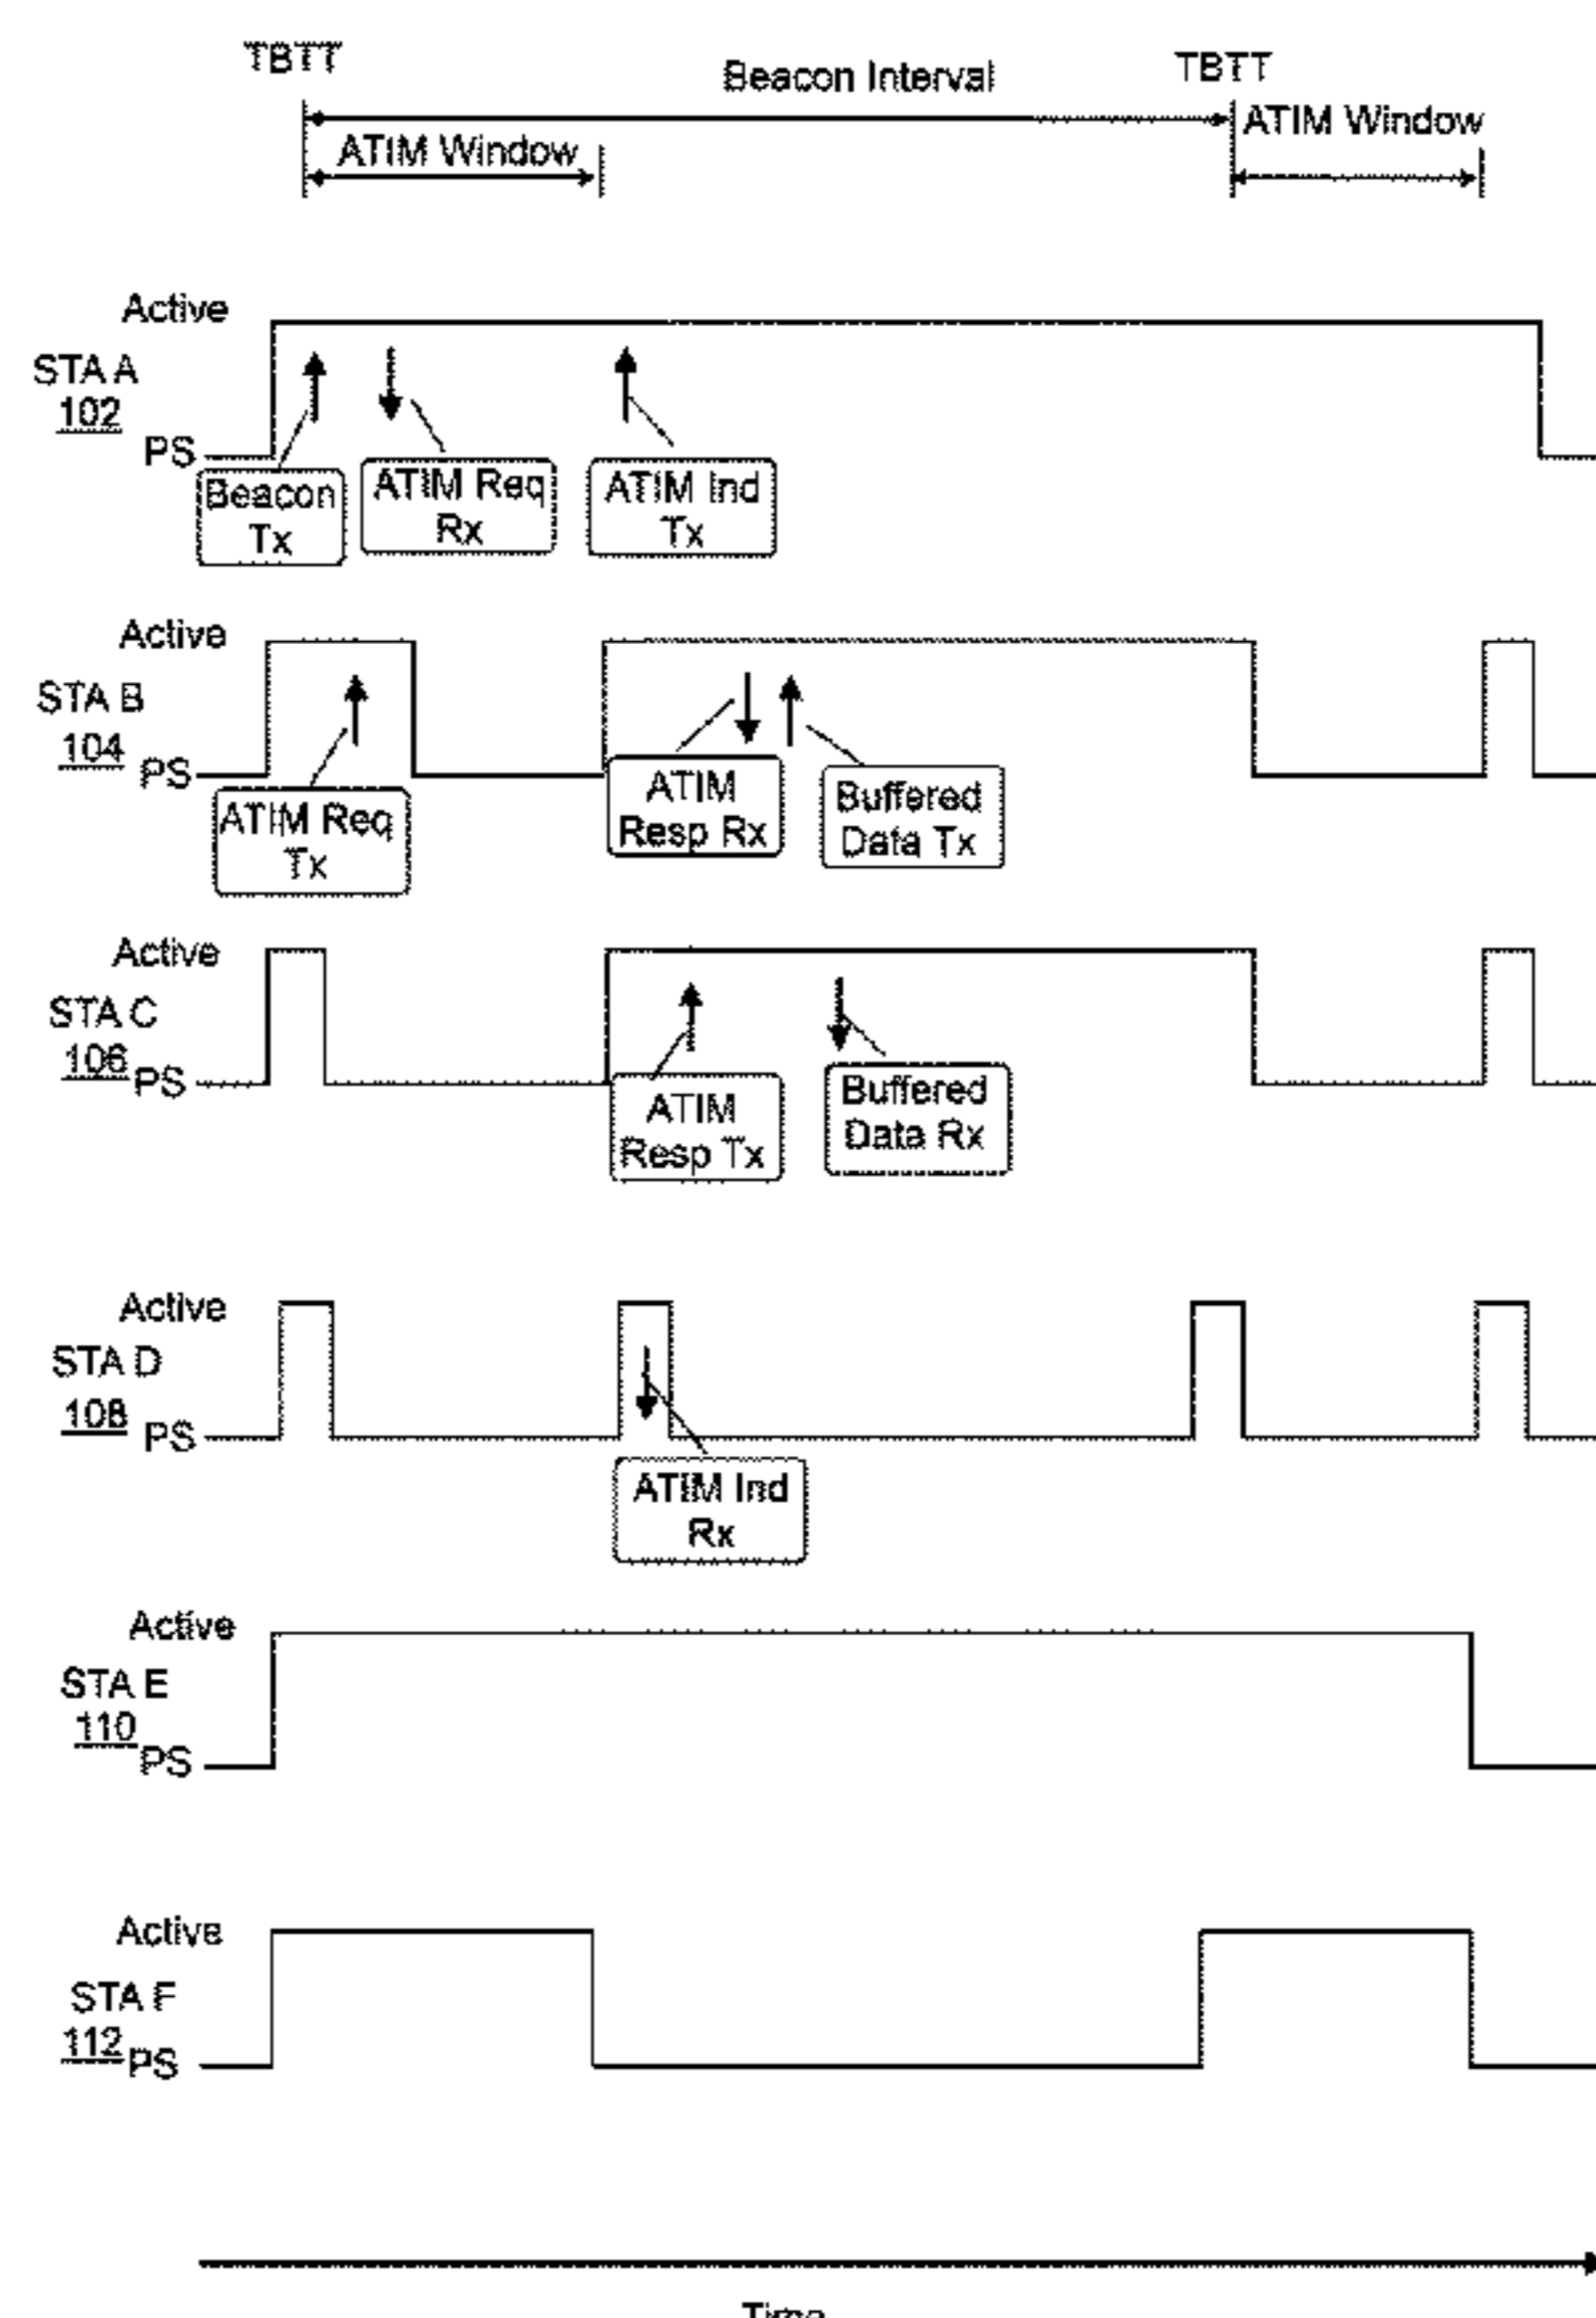 TBTT
Beacon Interval
TBTT
ATIM Window
ATIM Window
Active
STA A
102
PS
Beacon
Tx
ATIM Req
Rx
ATIM Ind
Tx
Active
STA B
104
PS
ATIM Req
Tx
ATIM
Resp Rx
Buffered
Data Tx
Active
STA C
106
PS
ATIM
Resp Tx
Buffered
Data Rx
Active
STA D
108
PS
ATIM Ind
Rx
Active
STA E
110
PS
Active
STA F
112
PS
Time